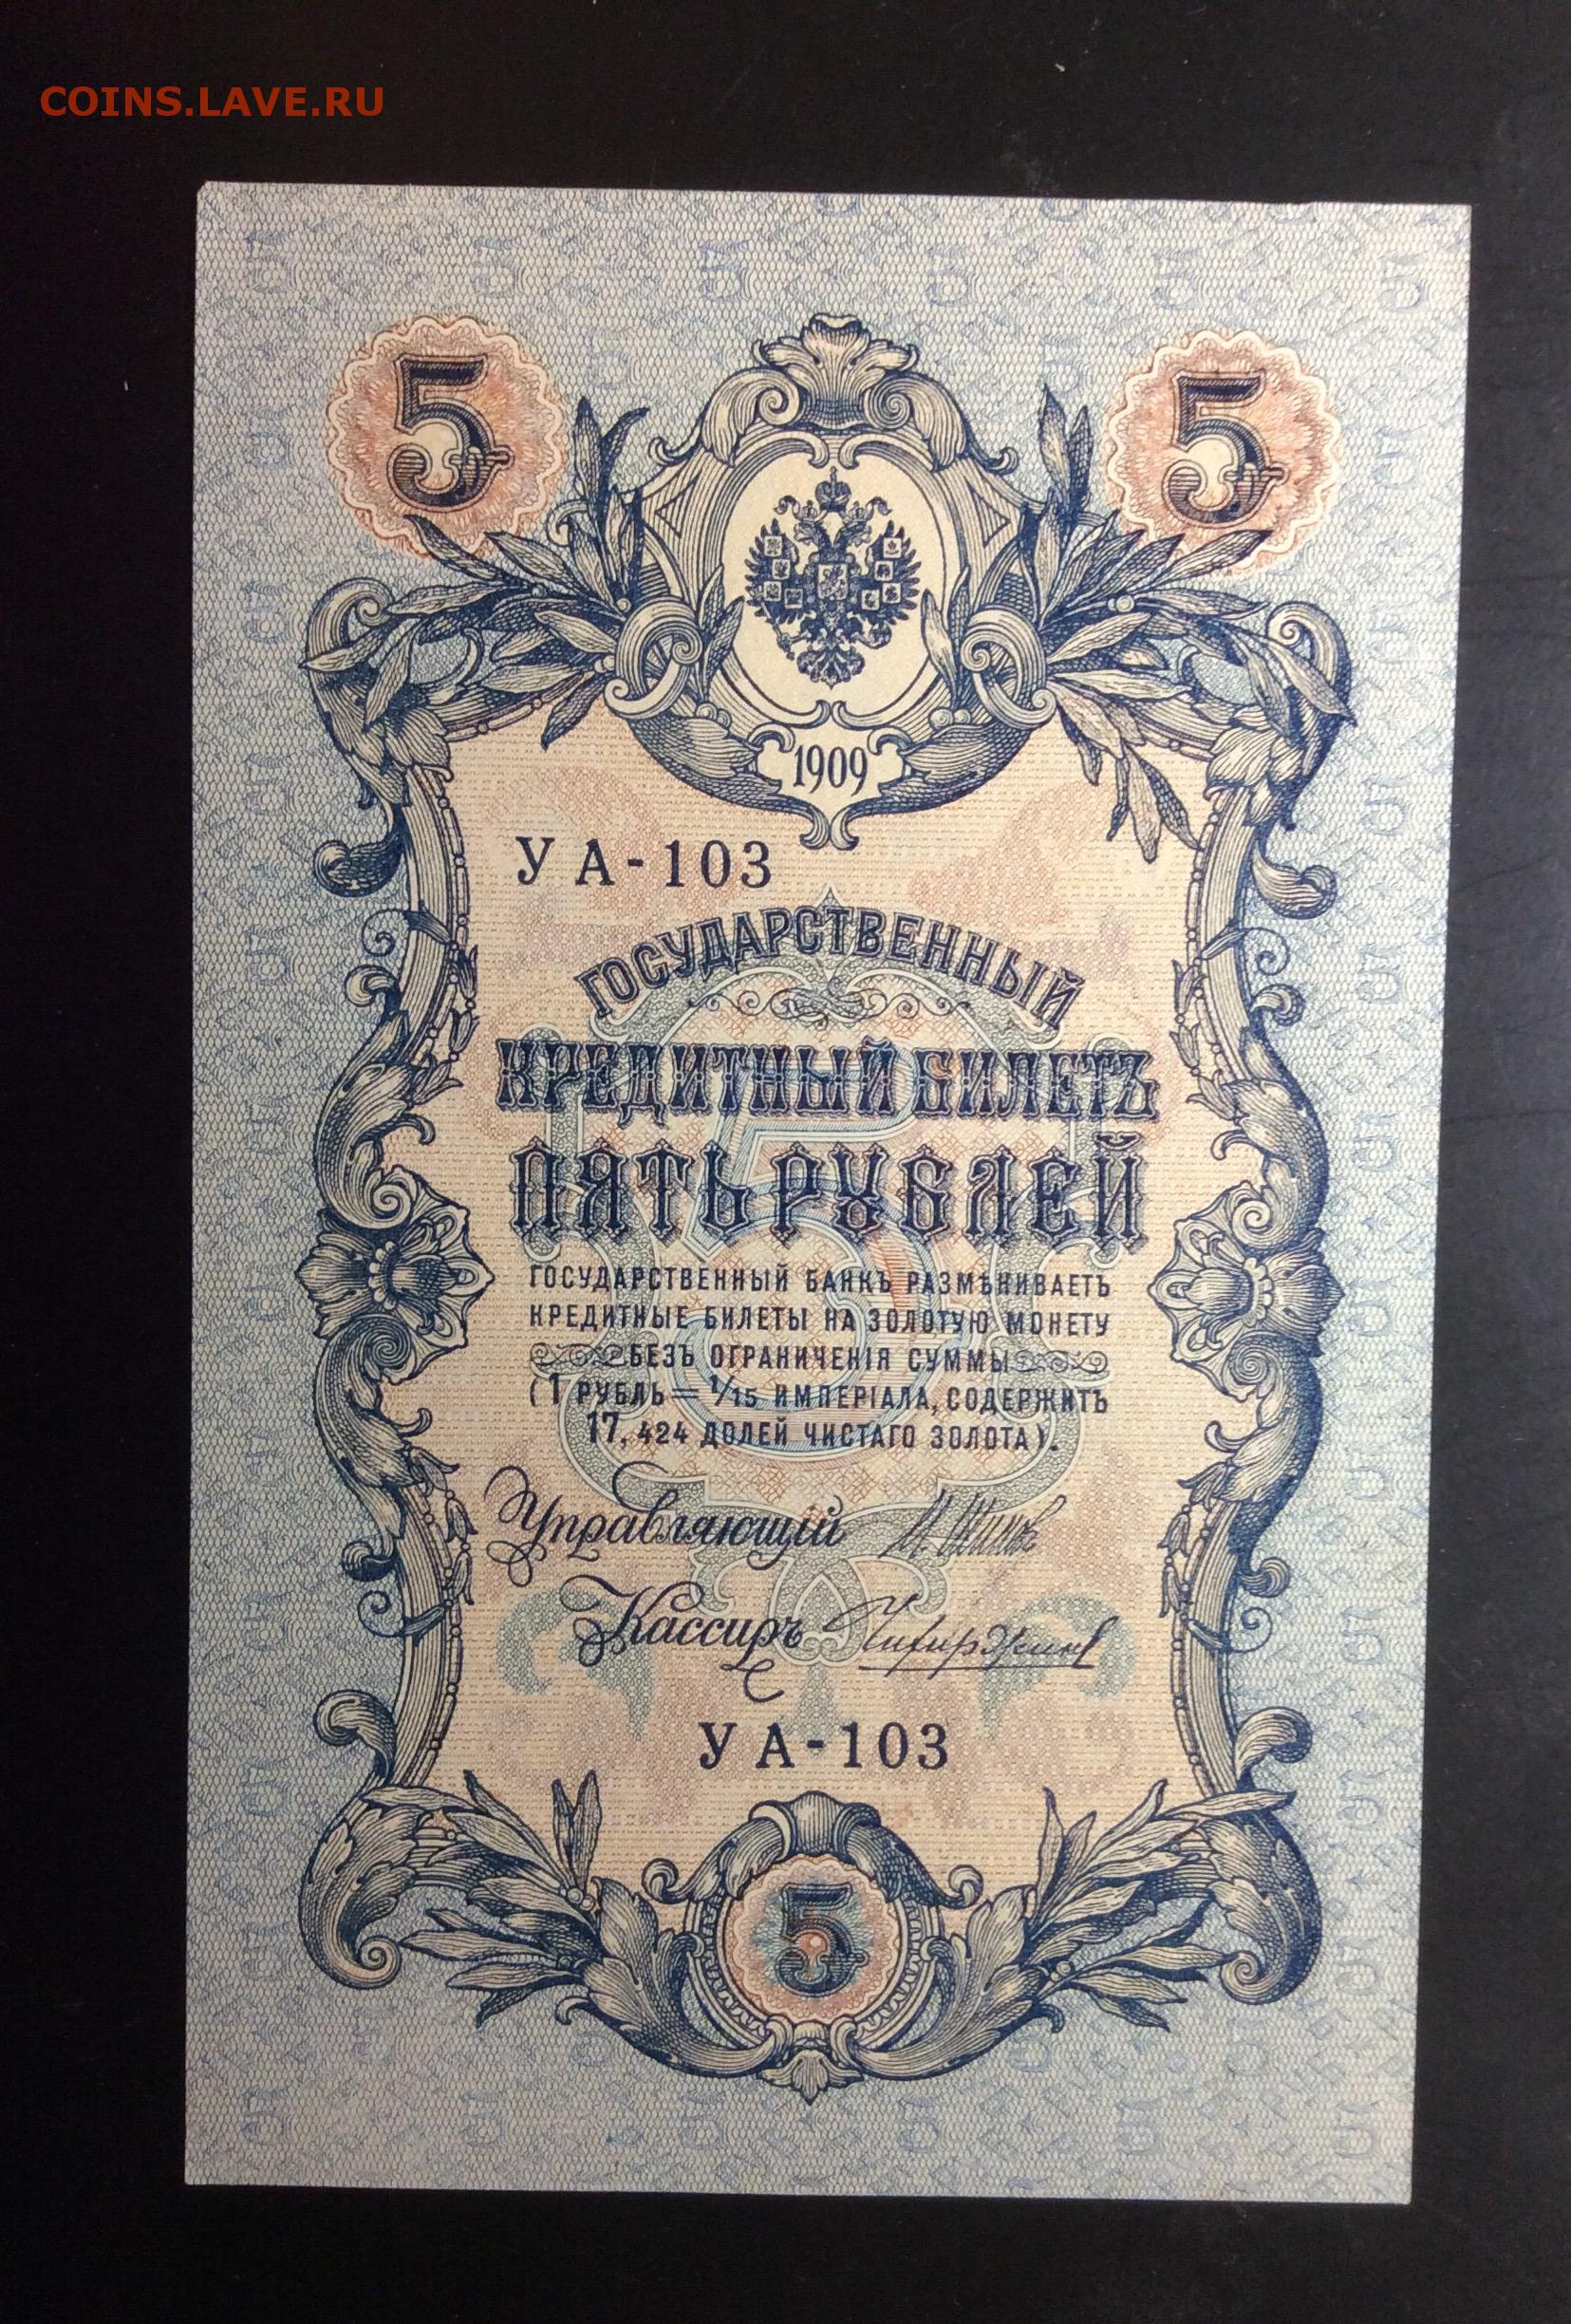 COINS.LAVE.RU
5 5
1909
УА-103
ГОСУДАРСТВЕННЫЙ
КРЕДИТНЫЙ БИЛЕТЪ
ПЯТЬ РУБЛЕЙ
ГОСУДАРСТВЕННЫЙ БАНКЪ РАЗМѢНИВАЕТЪ
КРЕДИТНЫЕ БИЛЕТЫ НА ЗОЛОТУЮ МОНЕТУ
БЕЗЪ ОГРАНИЧЕНІЯ СУММЫ
(1 РУБЛЬ = 1/15 ИМПЕРІАЛА, СОДЕРЖИТЪ
17, 424 ДОЛЕЙ ЧИСТАГО ЗОЛОТА).
Управляющій И. Шипов
Кассиръ Чихиржин
УА-103
5